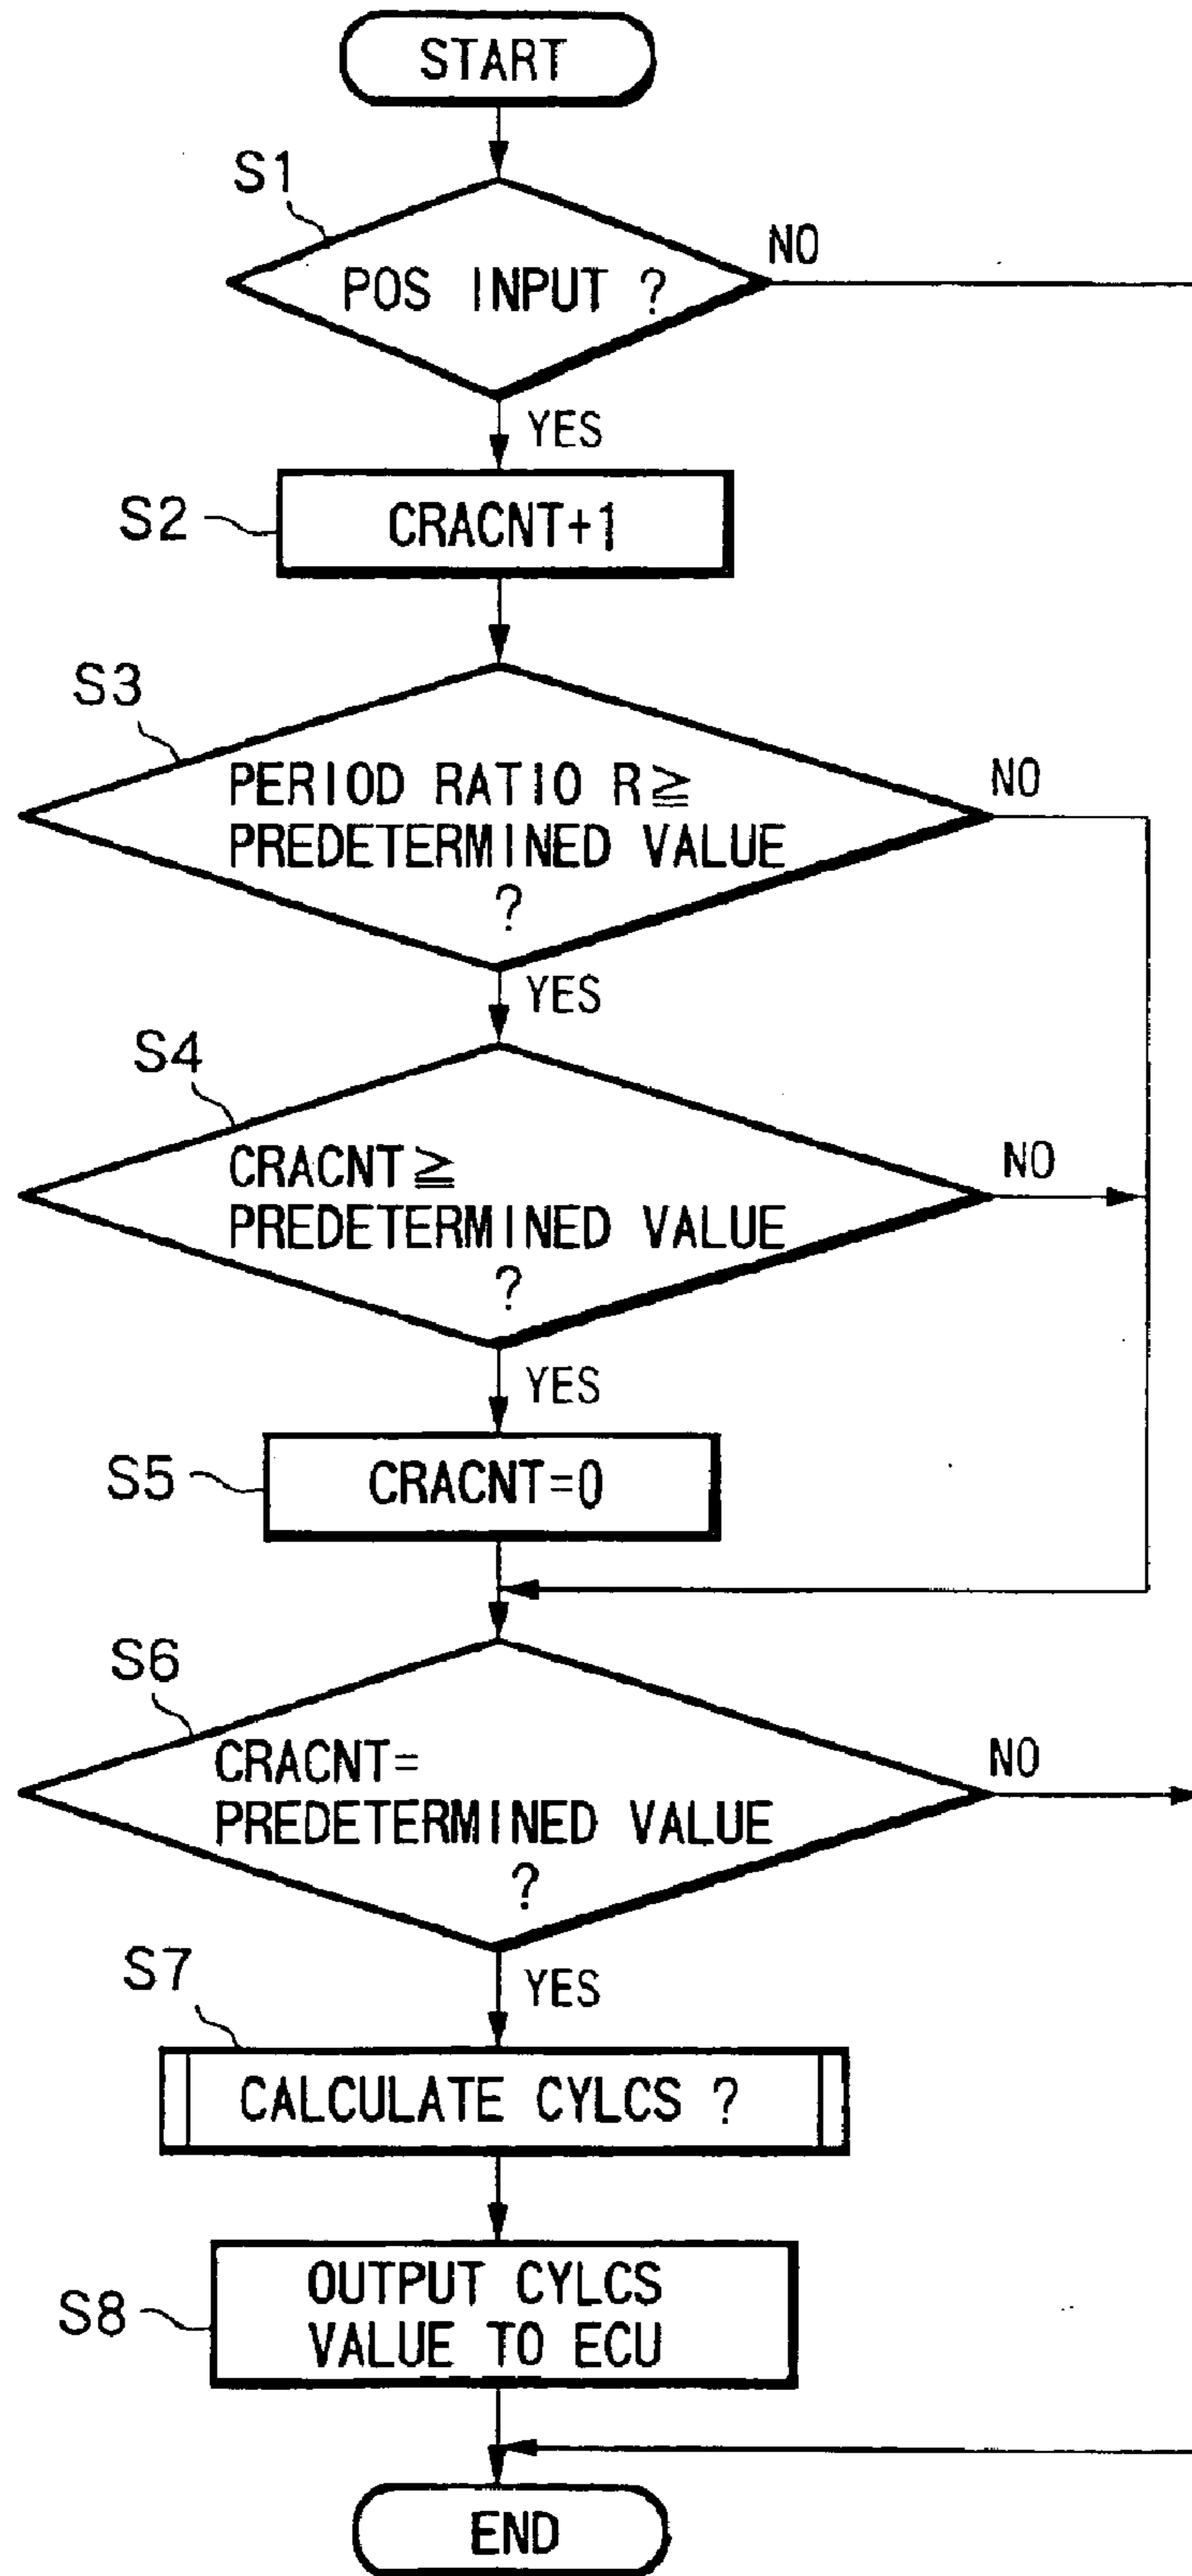 START
S1
POS INPUT ?
NO
YES
S2
CRACNT+1
S3
PERIOD RATIO R≧
PREDETERMINED VALUE
?
NO
YES
S4
CRACNT≧
PREDETERMINED VALUE
?
NO
YES
S5
CRACNT=0
S6
CRACNT=
PREDETERMINED VALUE
?
NO
YES
S7
CALCULATE CYLCS ?
S8
OUTPUT CYLCS
VALUE TO ECU
END